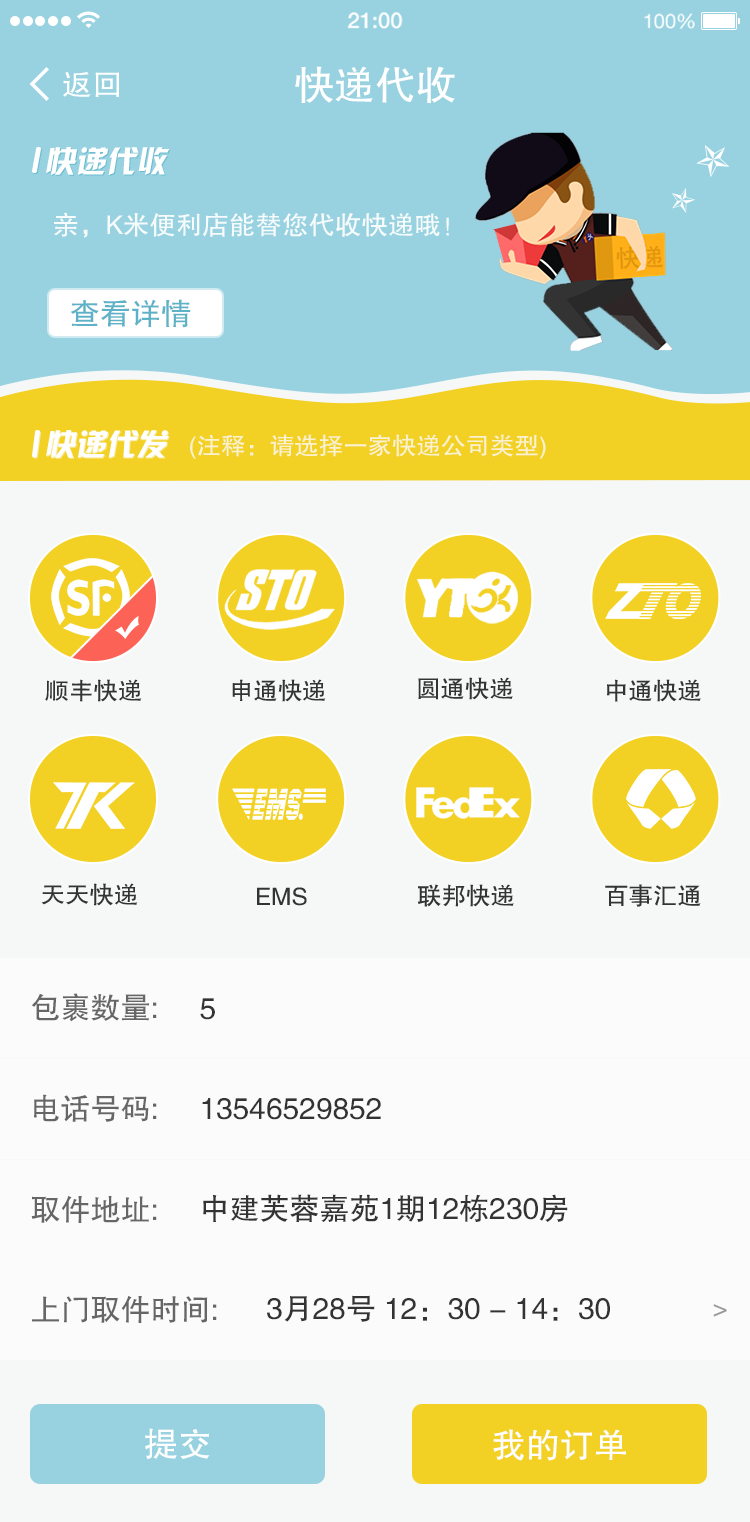 21:00
100%
返回
快递代收
快递代收
亲，K米便利店能替您代收快递哦！
快递
查看详情
快递代发 (注释：请选择一家快递公司类型)
SF STO YTO ZTO
顺丰快递 申通快递 圆通快递 中通快递
TK EMS. FedEx
天天快递 EMS 联邦快递 百事汇通
包裹数量: 5
电话号码: 13546529852
取件地址: 中建芙蓉嘉苑1期12栋230房
上门取件时间: 3月28号 12：30 – 14：30 >
提交 我的订单